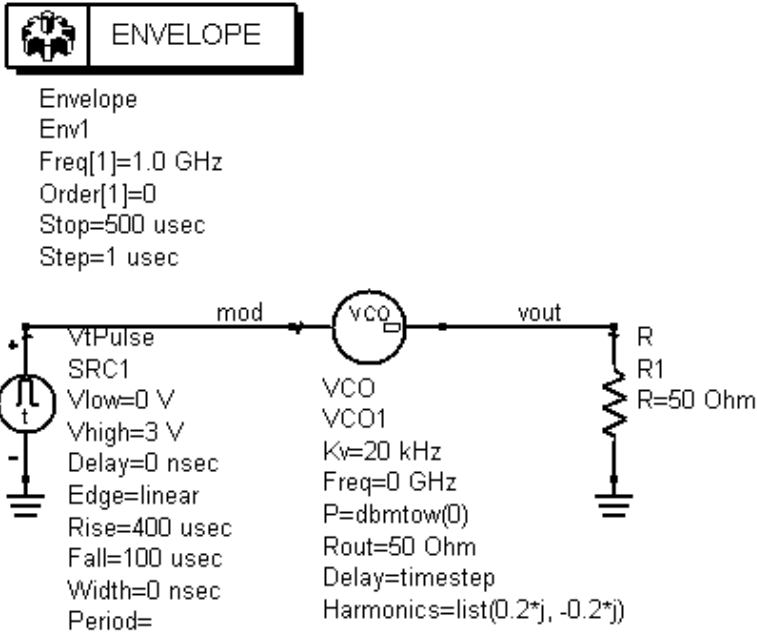 ENVELOPE
Envelope
Env1
Freq[1]=1.0 GHz
Order[1]=0
Stop=500 usec
Step=1 usec
mod
VCO
vout
VtPulse
SRC1
Vlow=0 V
Vhigh=3 V
Delay=0 nsec
Edge=linear
Rise=400 usec
Fall=100 usec
Width=0 nsec
Period=
t
VCO
VCO1
Kv=20 kHz
Freq=0 GHz
P=dbmtow(0)
Rout=50 Ohm
Delay=timestep
Harmonics=list(0.2*j, -0.2*j)
R
R1
R=50 Ohm